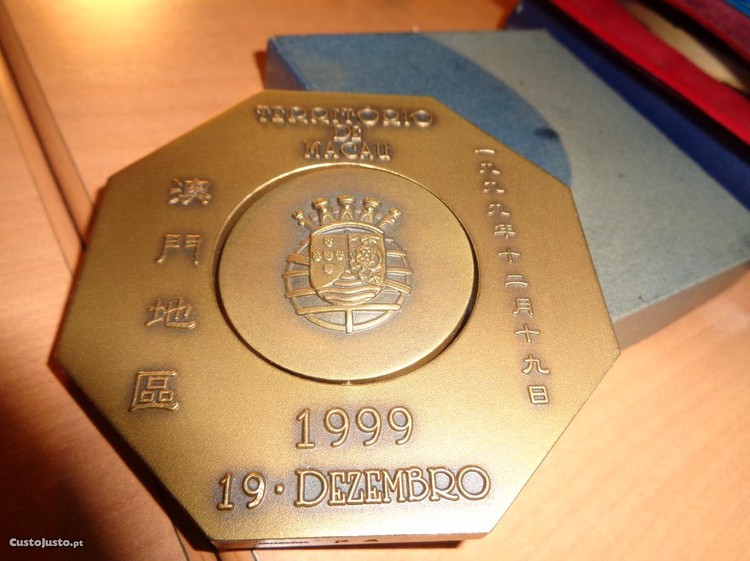 TERRITÓRIO
DE
MACAU
澳門地區
一九九九年十二月十九日
1999
19 · DEZEMBRO
CustoJusto.pt